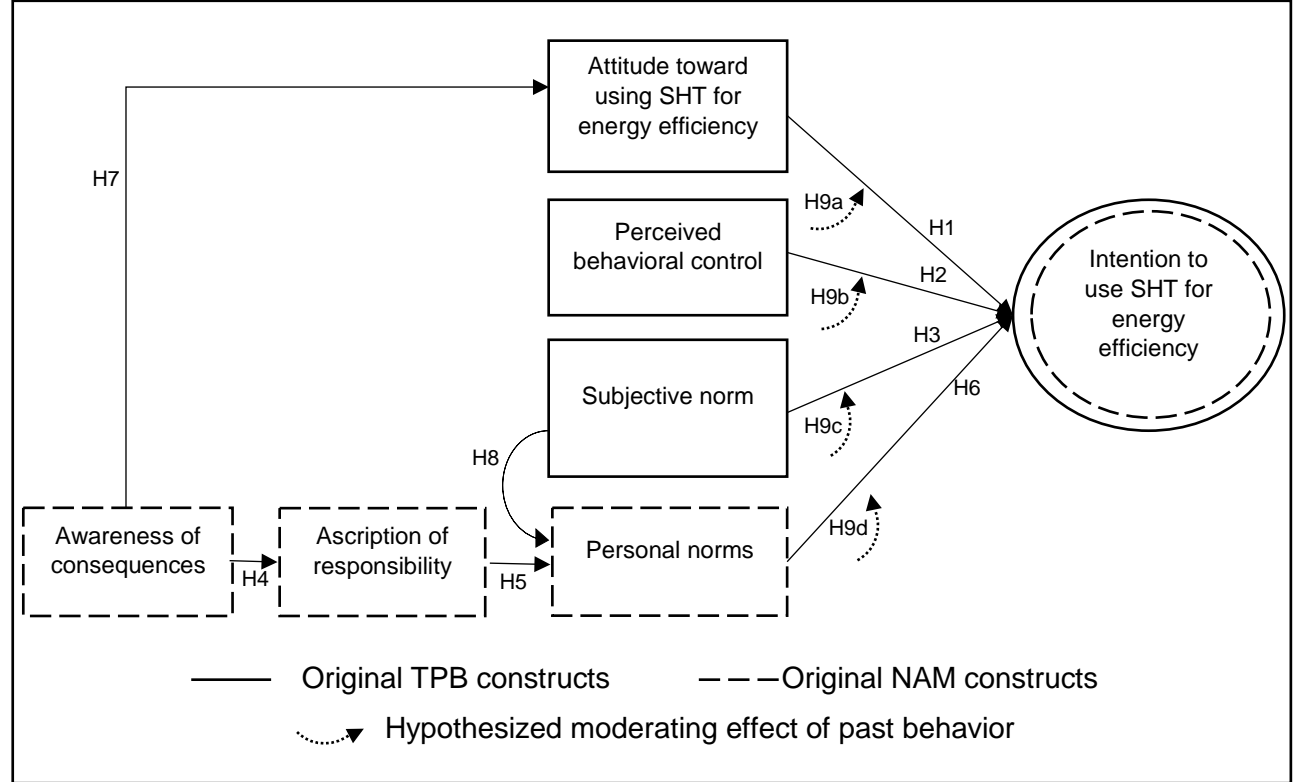 Attitude toward
using SHT for
energy efficiency
H7
H9a
H1
Perceived
behavioral control
H2
H9b
Intention to
use SHT for
energy
efficiency
H3
Subjective norm
H6
H9c
H8
H9d
Awareness of
consequences
H4
Ascription of
responsibility
H5
Personal norms
Original TPB constructs
Original NAM constructs
Hypothesized moderating effect of past behavior